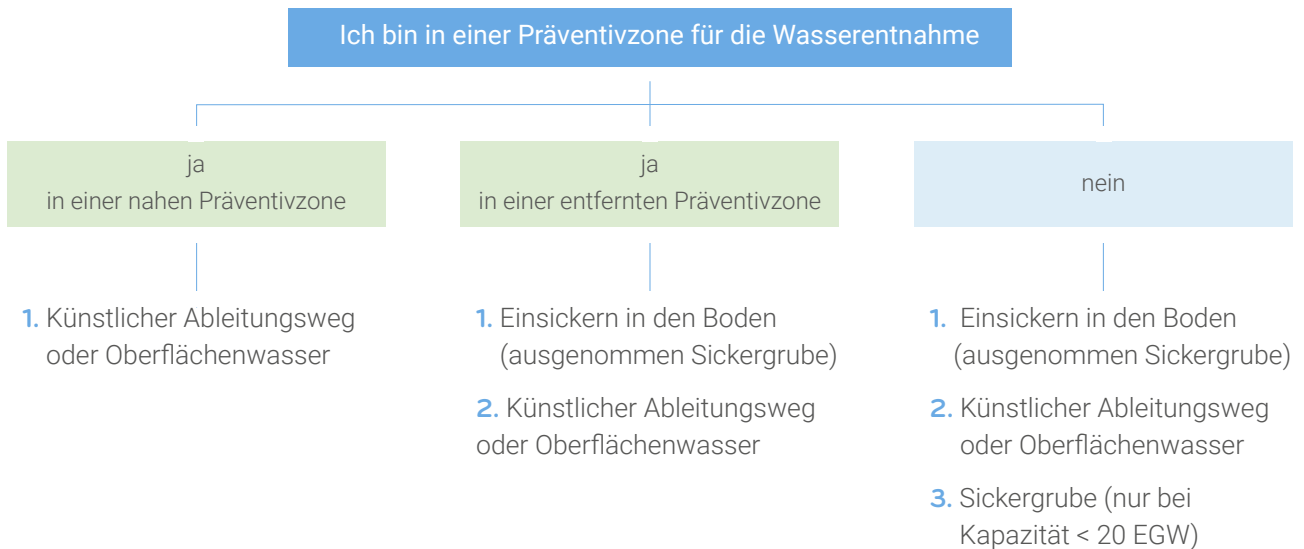 Ich bin in einer Präventivzone für die Wasserentnahme
ja
in einer nahen Präventivzone
1. Künstlicher Ableitungsweg
oder Oberflächenwasser
ja
in einer entfernten Präventivzone
1. Einsickern in den Boden
(ausgenommen Sickergrube)
2. Künstlicher Ableitungsweg
oder Oberflächenwasser
nein
1. Einsickern in den Boden
(ausgenommen Sickergrube)
2. Künstlicher Ableitungsweg
oder Oberflächenwasser
3. Sickergrube (nur bei
Kapazität < 20 EGW)